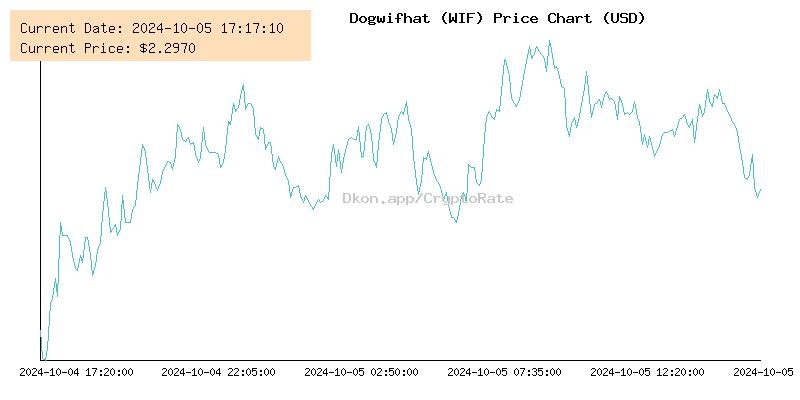 Dogwifhat (WIF) Price Chart (USD)
Current Date: 2024-10-05 17:17:10
Current Price: $2.2970
Dkon.app/CryptoRate
2024-10-04 17:20:00
2024-10-04 22:05:00
2024-10-05 02:50:00
2024-10-05 07:35:00
2024-10-05 12:20:00
2024-10-05